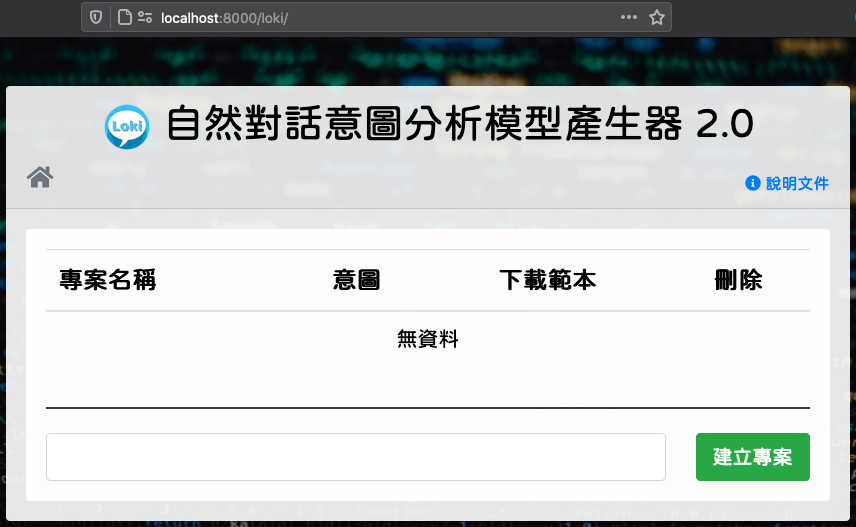 localhost:8000/loki/
Loki 自然對話意圖分析模型產生器 2.0
說明文件
專案名稱 意圖 下載範本 刪除
無資料
建立專案